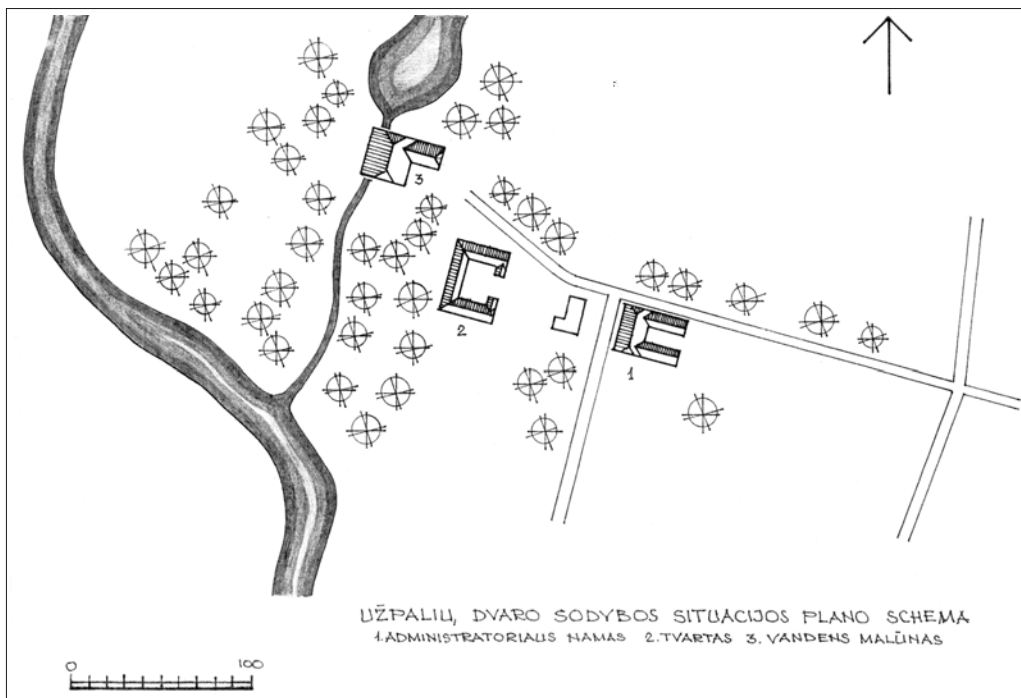 3
2
1
UŽPALIŲ, DVARO SODYBOS SITUACIJOS PLANO SCHEMA
1.ADMINISTRATORIAUS NAMAS 2.TVARTAS 3. VANDENS MALŪNAS
0 100